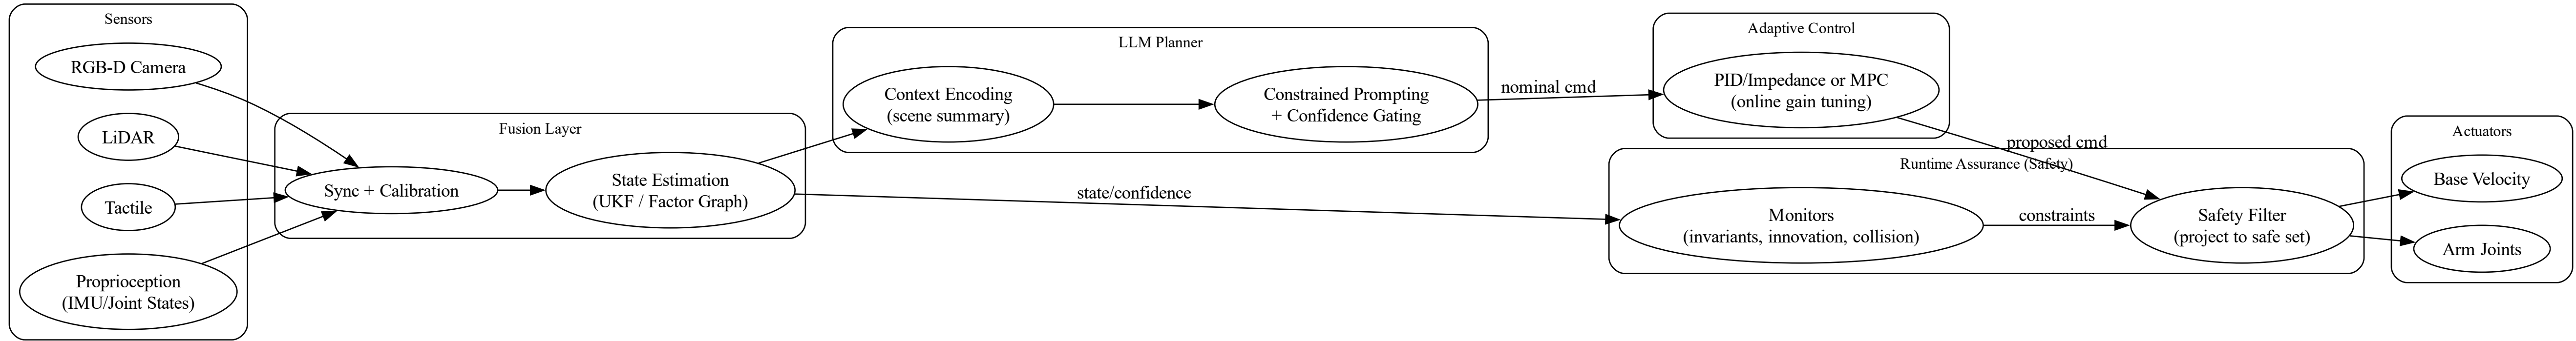 Sensors
RGB-D Camera
LiDAR
Tactile
Proprioception
(IMU/Joint States)
Fusion Layer
Sync + Calibration
State Estimation
(UKF / Factor Graph)
LLM Planner
Context Encoding
(scene summary)
Constrained Prompting
+ Confidence Gating
nominal cmd
state/confidence
Adaptive Control
PID/Impedance or MPC
(online gain tuning)
proposed cmd
Runtime Assurance (Safety)
Monitors
(invariants, innovation, collision)
constraints
Safety Filter
(project to safe set)
Actuators
Base Velocity
Arm Joints